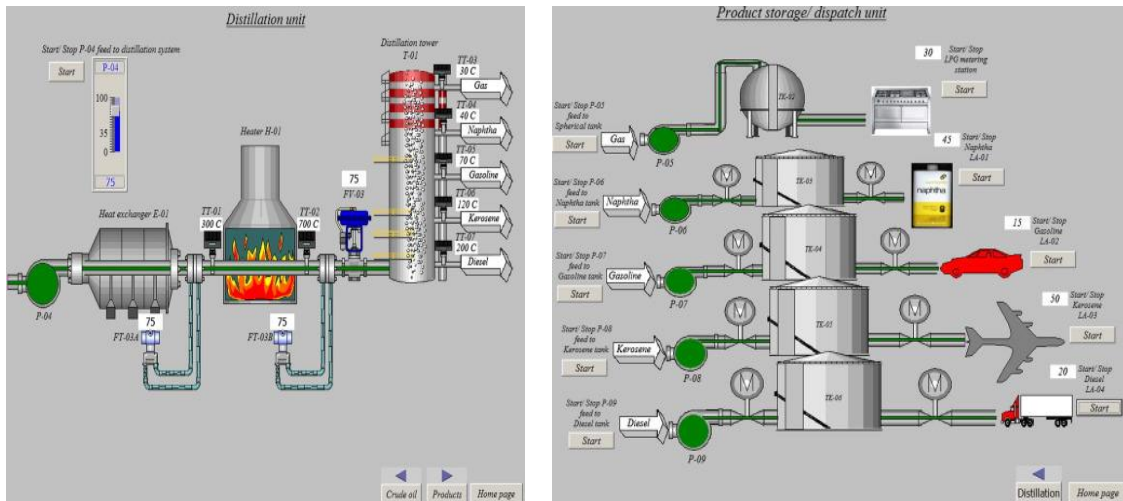 Distillation unit
Start/ Stop P-04 feed to distillation system
Start
P-04
100
35
0
75
Distillation tower
T-01
TT-03
30 C
Gas
TT-04
40 C
Naphtha
TT-05
70 C
Gasoline
TT-06
120 C
Kerosene
TT-07
200 C
Diesel
Heater H-01
75
FV-03
Heat exchanger E-01
TT-01
300 C
TT-02
700 C
P-04
75
FT-03A
75
FT-03B
Crude oil
Products
Home page
Product storage/ dispatch unit
30
Start/ Stop
LPG metering
station
Start
TK-02
Start/ Stop P-05
feed to
Spherical tank
Start
Gas
P-05
45
Start/ Stop
Naphtha
LA-01
Start
TK-03
naphtha
Start/ Stop P-06
feed to
Naphtha tank
Start
Naphtha
M
M
P-06
15
Start/ Stop
Gasoline
LA-02
Start
TK-04
Start/ Stop P-07
feed to
Gasoline tank
Start
Gasoline
M
M
P-07
50
Start/ Stop
Kerosene
LA-03
Start
TK-05
Start/ Stop P-08
feed to
Kerosene tank
Start
Kerosene
M
M
P-08
20
Start/ Stop
Diesel
LA-04
Start
TK-06
Start/ Stop P-09
feed to
Diesel tank
Start
Diesel
M
M
P-09
Distillation
Home page